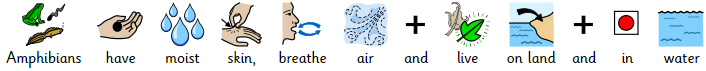 Amphibians have moist skin, breathe air and live on land and in water